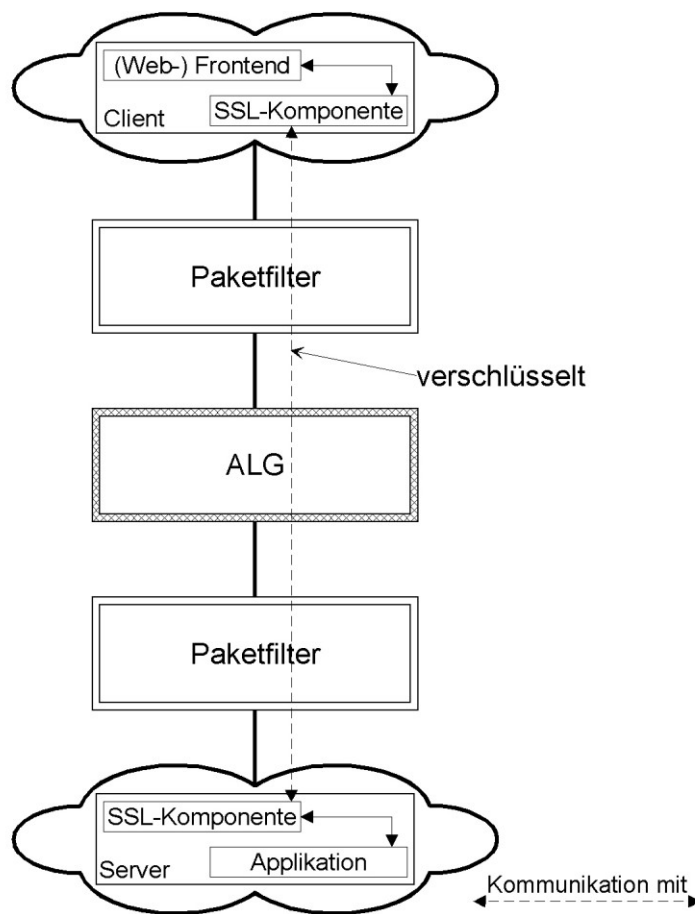 (Web-) Frontend
SSL-Komponente
Client
Paketfilter
verschlüsselt
ALG
Paketfilter
SSL-Komponente
Applikation
Server
Kommunikation mit